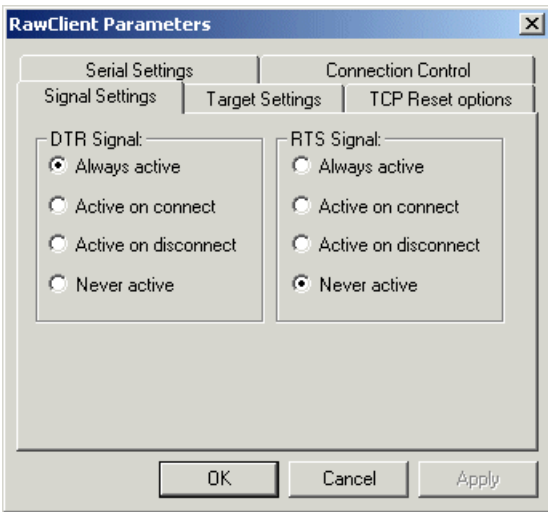 RawClient Parameters
Serial Settings Connection Control
Signal Settings Target Settings TCP Reset options
DTR Signal: RTS Signal:
Always active Always active
Active on connect Active on connect
Active on disconnect Active on disconnect
Never active Never active
OK Cancel Apply